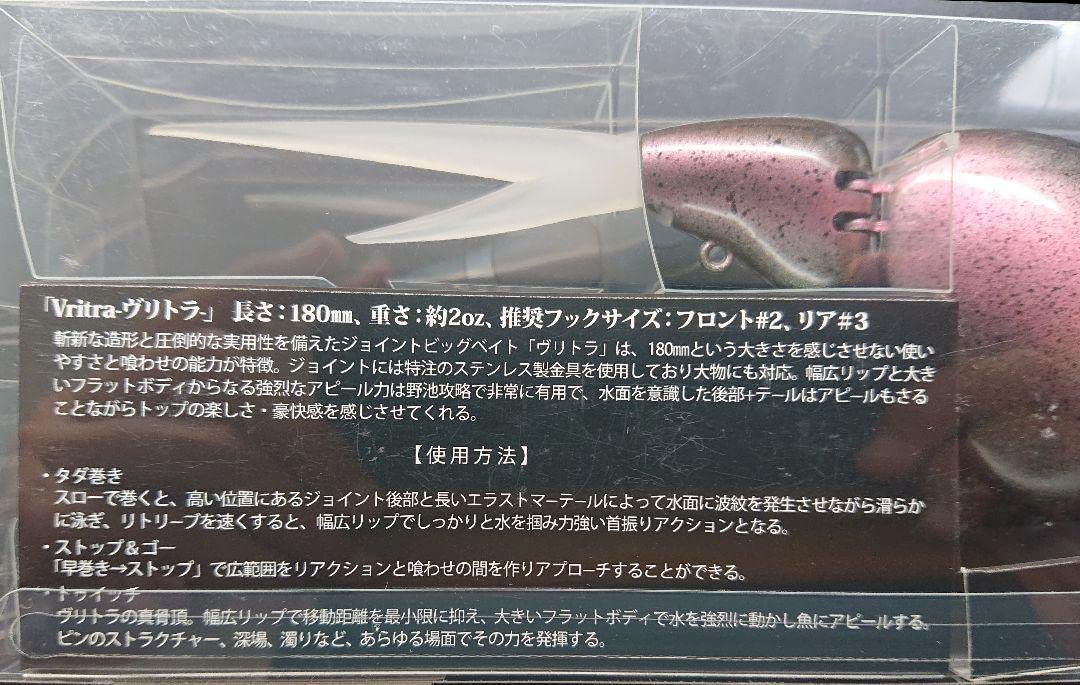 「Vritra-ヴリトラ-」 長さ：180㎜、重さ：約2oz、推奨フックサイズ：フロント#2、リア#3
斬新な造形と圧倒的な実用性を備えたジョイントビッグベイト「ヴリトラ」は、180㎜という大きさを感じさせない使い
やすさと喰わせの能力が特徴。ジョイントには特注のステンレス製金具を使用しており大物にも対応。幅広リップと大き
いフラットボディからなる強烈なアピール力は野池攻略で非常に有用で、水面を意識した後部+テールはアピールもさる
ことながらトップの楽しさ・豪快感を感じさせてくれる。
【使用方法】
・タダ巻き
スローで巻くと、高い位置にあるジョイント後部と長いエラストマーテールによって水面に波紋を発生させながら滑らか
に泳ぎ、リトリーブを速くすると、幅広リップでしっかりと水を掴み力強い首振りアクションとなる。
・ストップ＆ゴー
「早巻き→ストップ」で広範囲をリアクションと喰わせの間を作りアプローチすることができる。
・トゥイッチ
ヴリトラの真骨頂。幅広リップで移動距離を最小限に抑え、大きいフラットボディで水を強烈に動かし魚にアピールする。
ピンのストラクチャー、深場、濁りなど、あらゆる場面でその力を発揮する。